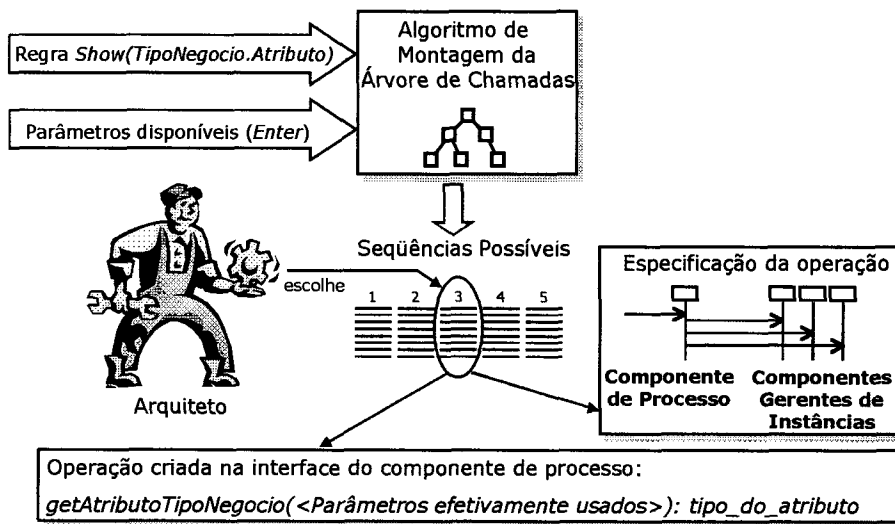 Regra Show(TipoNegocio.Atributo)
Parâmetros disponíveis (Enter)
Algoritmo de
Montagem da
Árvore de Chamadas
Seqüências Possíveis
escolhe
1 2 3 4 5
Arquiteto
Especificação da operação
Componente
de Processo
Componentes
Gerentes de
Instâncias
Operação criada na interface do componente de processo:
getAtributoTipoNegocio(<Parâmetros efetivamente usados>): tipo_do_atributo